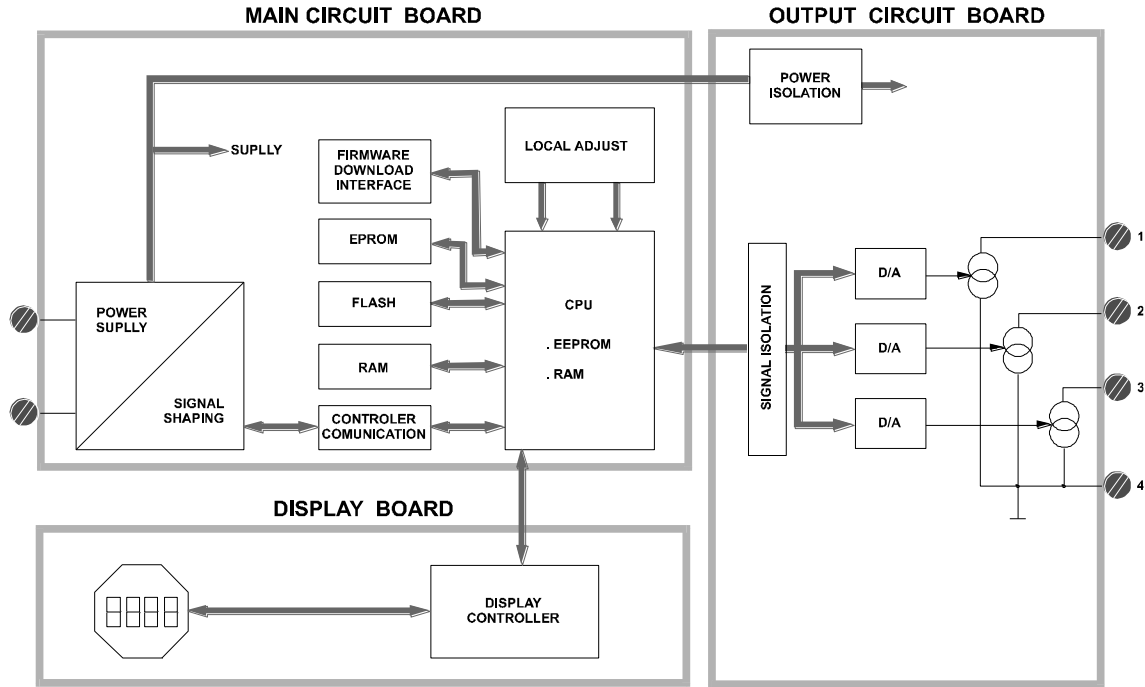 MAIN CIRCUIT BOARD
OUTPUT CIRCUIT BOARD
POWER
ISOLATION
SUPLLY
FIRMWARE
DOWNLOAD
INTERFACE
LOCAL ADJUST
EPROM
FLASH
RAM
CONTROLER
COMUNICATION
CPU
. EEPROM
. RAM
POWER
SUPLLY
SIGNAL
SHAPING
SIGNAL ISOLATION
D/A
D/A
D/A
1
2
3
4
DISPLAY BOARD
DISPLAY
CONTROLLER